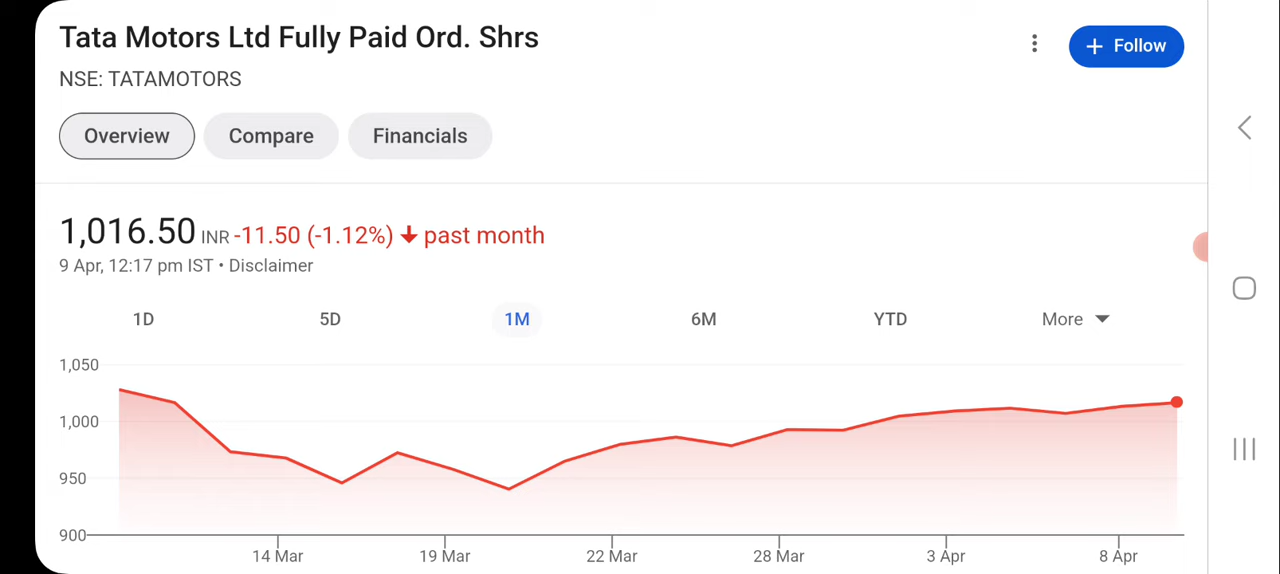 Tata Motors Ltd Fully Paid Ord. Shrs
+ Follow
NSE: TATAMOTORS
Overview Compare Financials
1,016.50 INR -11.50 (-1.12%) ↓ past month
9 Apr, 12:17 pm IST • Disclaimer
1D 5D 1M 6M YTD More
1,050
1,000
950
900
14 Mar 19 Mar 22 Mar 28 Mar 3 Apr 8 Apr